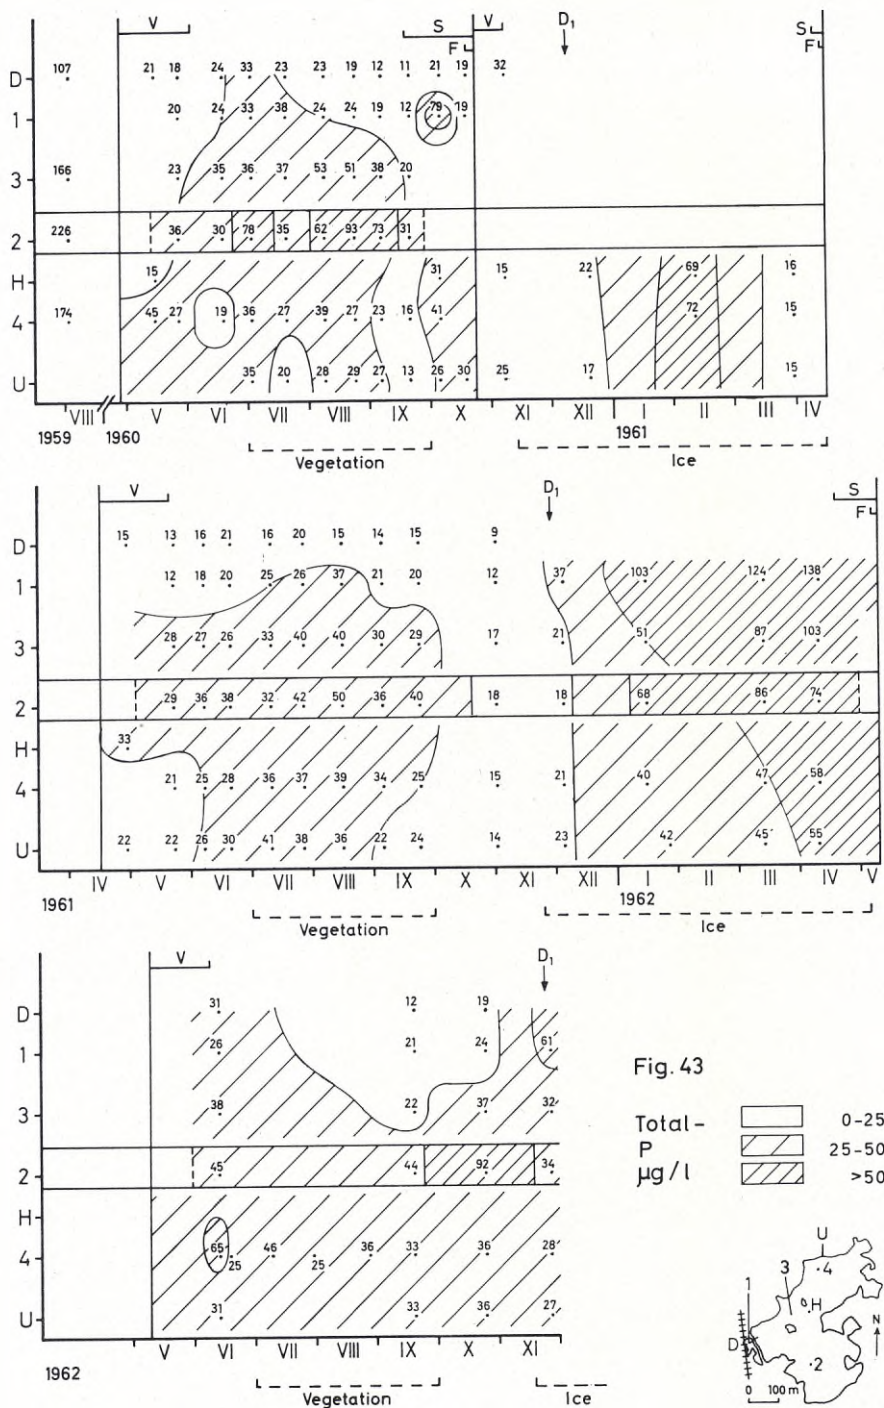 V S V D₁ S
F F
D 107 21 18 24 33 23 23 19 12 11 21 19 32
1 20 24 33 38 24 24 19 12 79 19
3 166 23 35 36 37 53 51 38 20
2 226 36 30 78 35 62 93 73 31
H 15 31 15 22 69 16
4 174 45 27 19 36 27 39 27 23 16 41 72 15
U 35 20 28 29 27 13 26 30 25 17 15
VIII V VI VII VIII IX X XI XII I II III IV
1959 1960 1961
Vegetation Ice
V D₁ S
F
D 15 13 16 21 16 20 15 14 15 9
1 12 18 20 25 26 37 21 20 12 37 103 124 138
3 28 27 26 33 40 40 30 29 17 21 51 87 103
2 29 36 38 32 42 50 36 40 18 18 68 86 74
H 33
4 21 25 28 36 37 39 34 25 15 21 40 47 58
U 22 22 26 30 41 38 36 22 24 14 23 42 45 55
IV V VI VII VIII IX X XI XII I II III IV V
1961 1962
Vegetation Ice
V D₁
D 31 12 19
1 26 21 24 61
3 38 22 37 32
2 45 44 92 34
H
4 65 25 46 25 36 33 36 28
U 31 33 36 27
V VI VII VIII IX X XI
1962
Vegetation Ice
Fig. 43
Total- 0-25
P 25-50
µg/l >50
U
4
3
1
H
N
D
2
0 100 m